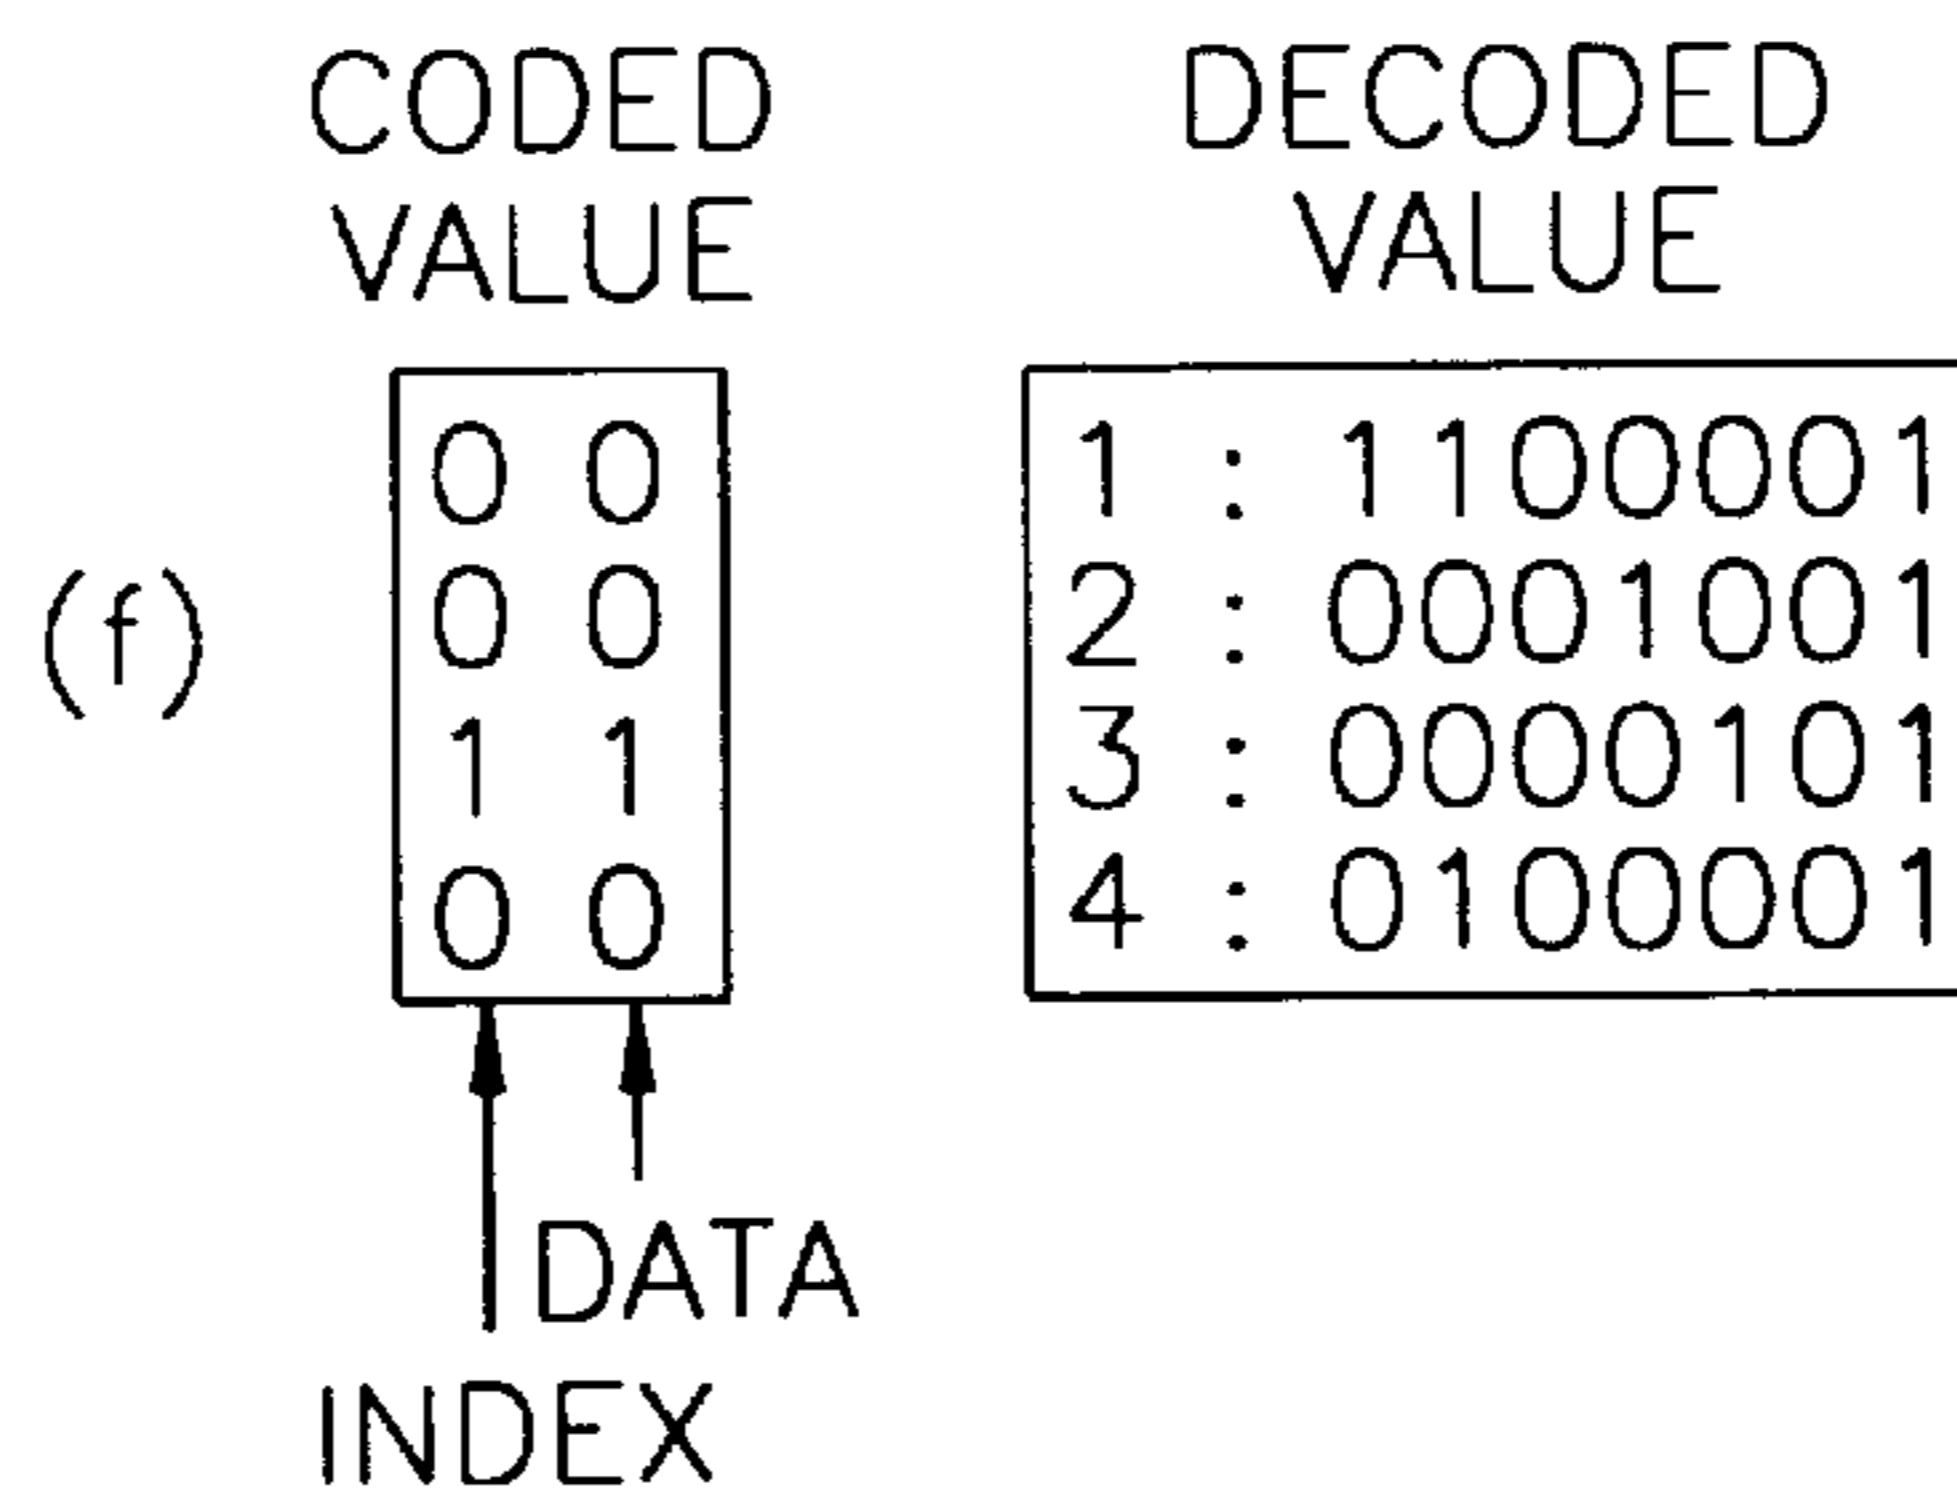 CODED VALUE
DECODED VALUE
(f)
0 0
0 0
1 1
0 0
1 : 1100001
2 : 0001001
3 : 0000101
4 : 0100001
DATA
INDEX